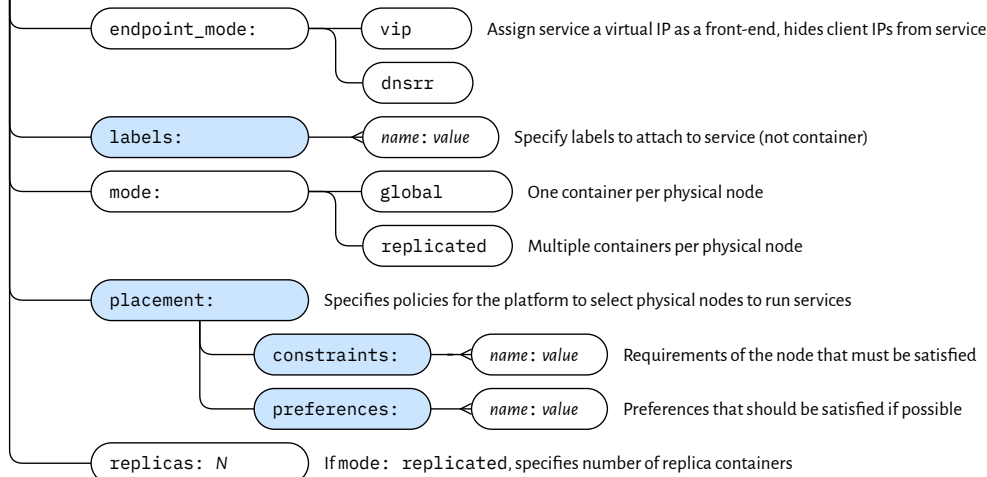 endpoint_mode: vip Assign service a virtual IP as a front-end, hides client IPs from service
dnsrr
labels: name: value Specify labels to attach to service (not container)
mode: global One container per physical node
replicated Multiple containers per physical node
placement: Specifies policies for the platform to select physical nodes to run services
constraints: name: value Requirements of the node that must be satisfied
preferences: name: value Preferences that should be satisfied if possible
replicas: N If mode: replicated, specifies number of replica containers